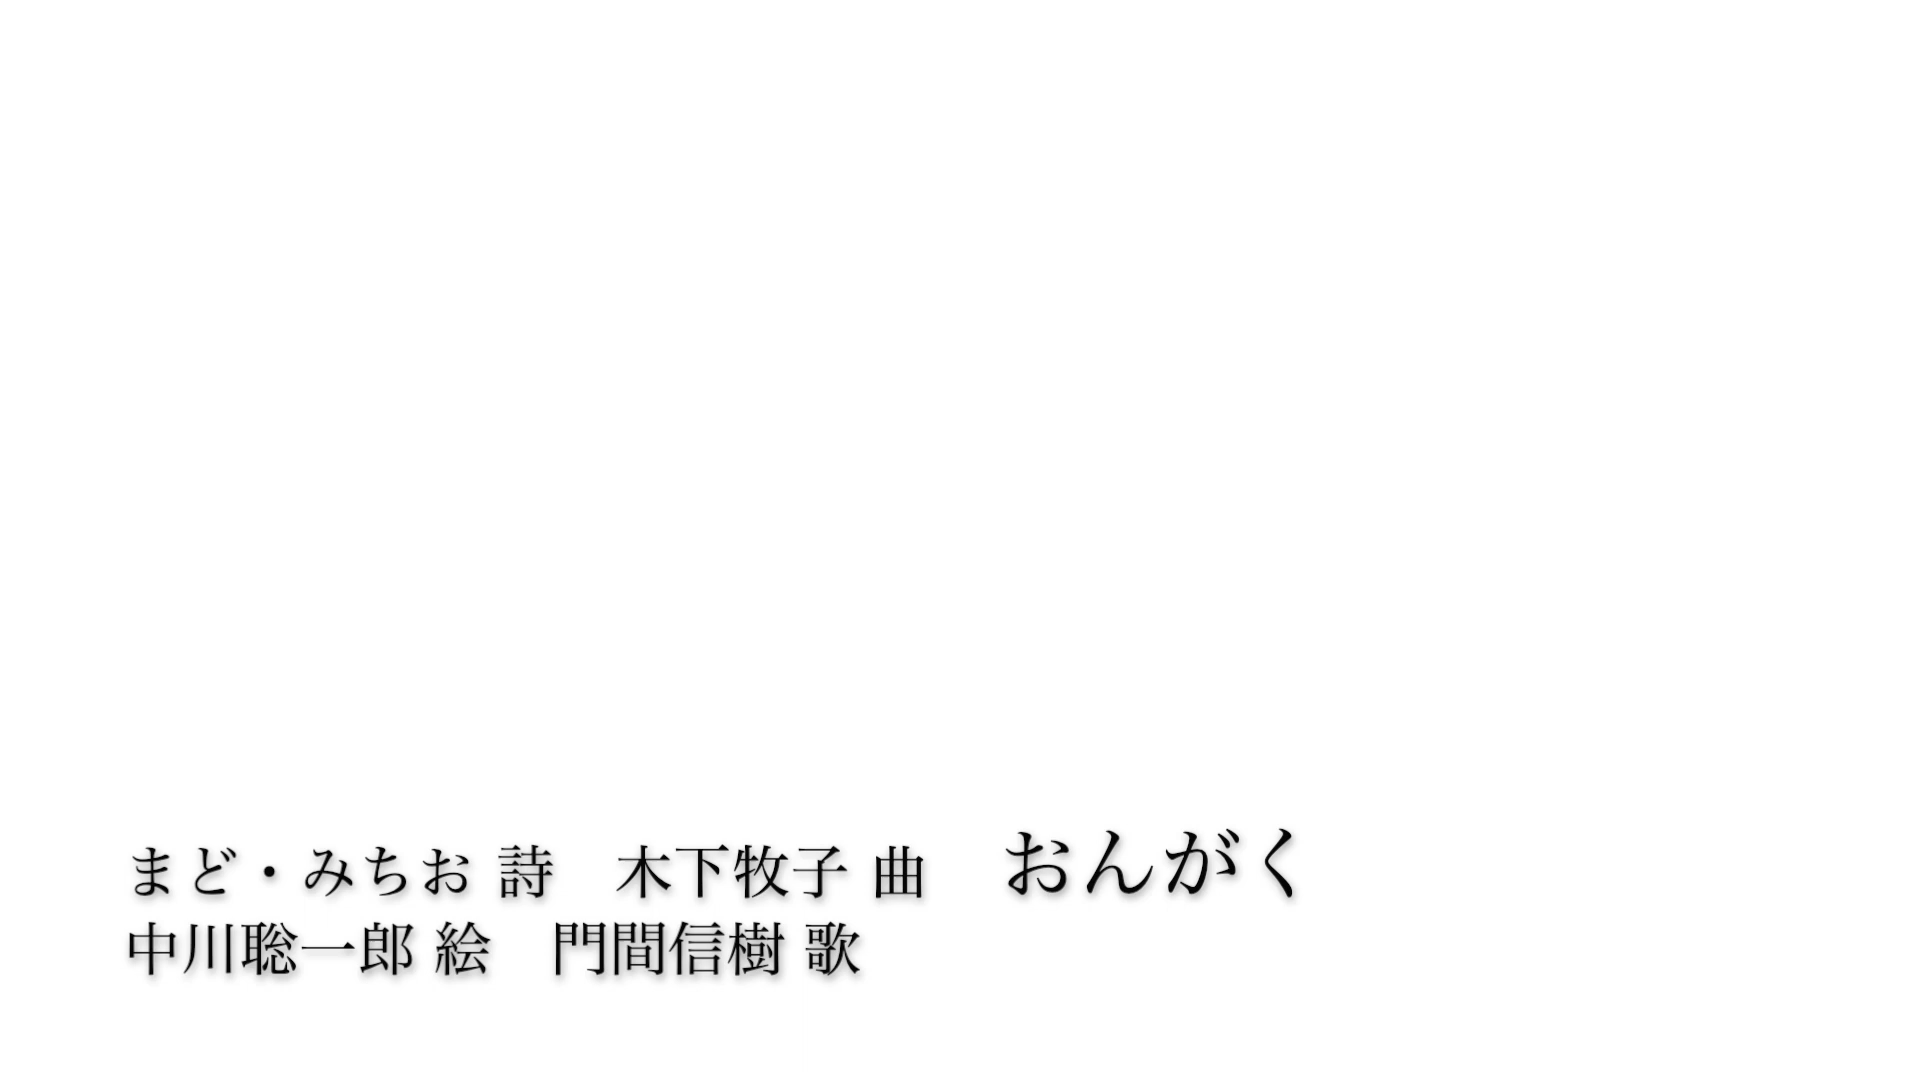 まど・みちお 詩　木下牧子 曲　おんがく
中川聡一郎 絵　門間信樹 歌